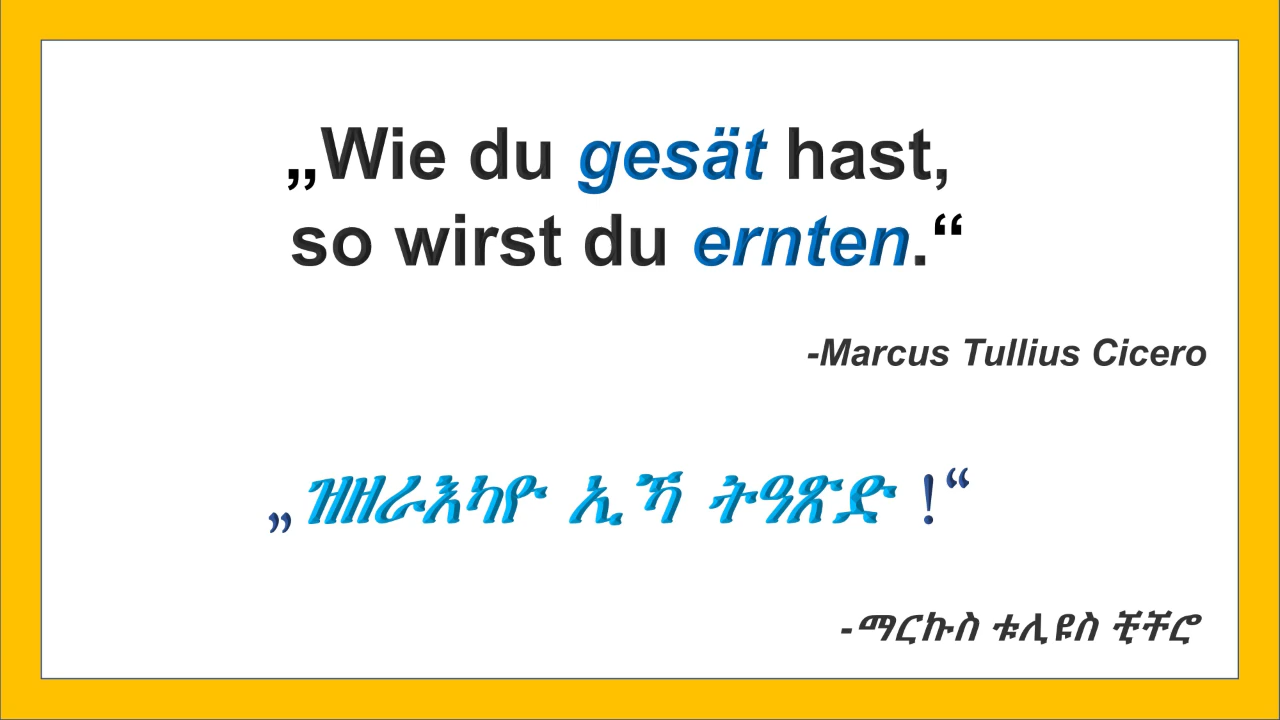 „Wie du gesät hast,
so wirst du ernten.“
-Marcus Tullius Cicero
„ዝዘራእካዮ ኢኻ ትዓጽድ !“
-ማርኩስ ቱሊዩስ ቺቸሮ